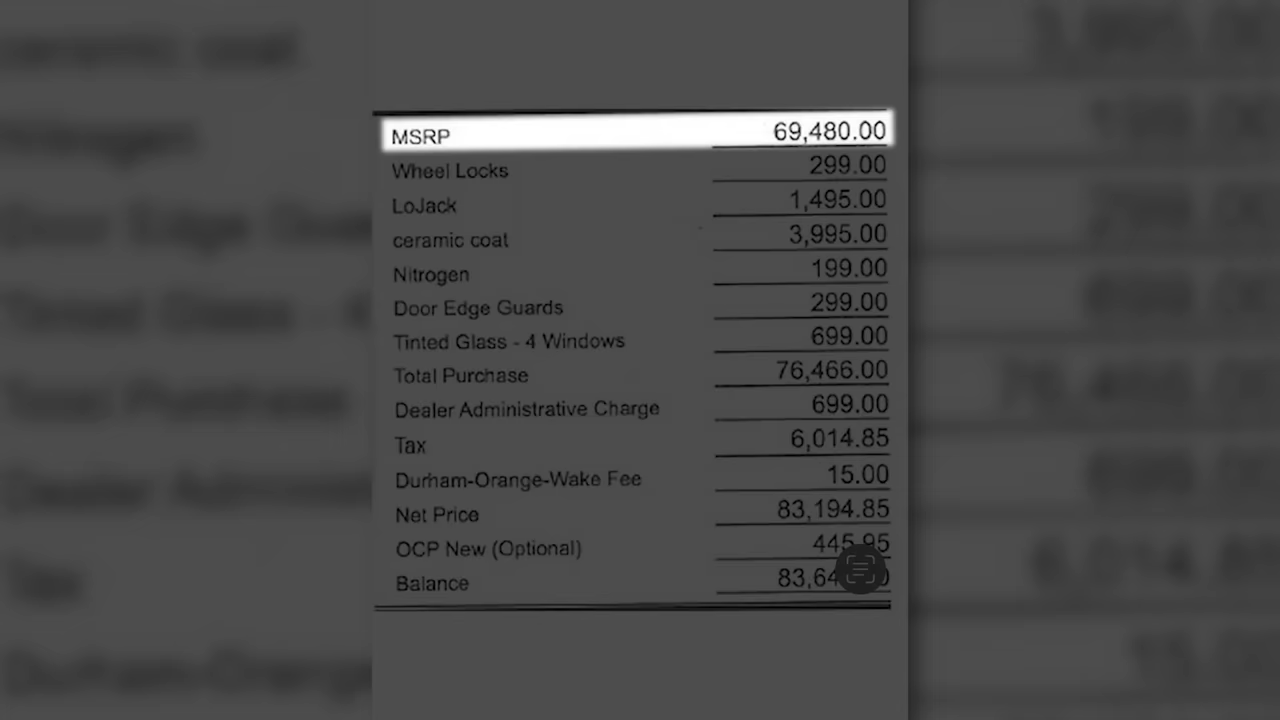 MSRP 69,480.00
Wheel Locks 299.00
LoJack 1,495.00
ceramic coat 3,995.00
Nitrogen 199.00
Door Edge Guards 299.00
Tinted Glass - 4 Windows 699.00
Total Purchase 76,466.00
Dealer Administrative Charge 699.00
Tax 6,014.85
Durham-Orange-Wake Fee 15.00
Net Price 83,194.85
OCP New (Optional) 445.95
Balance